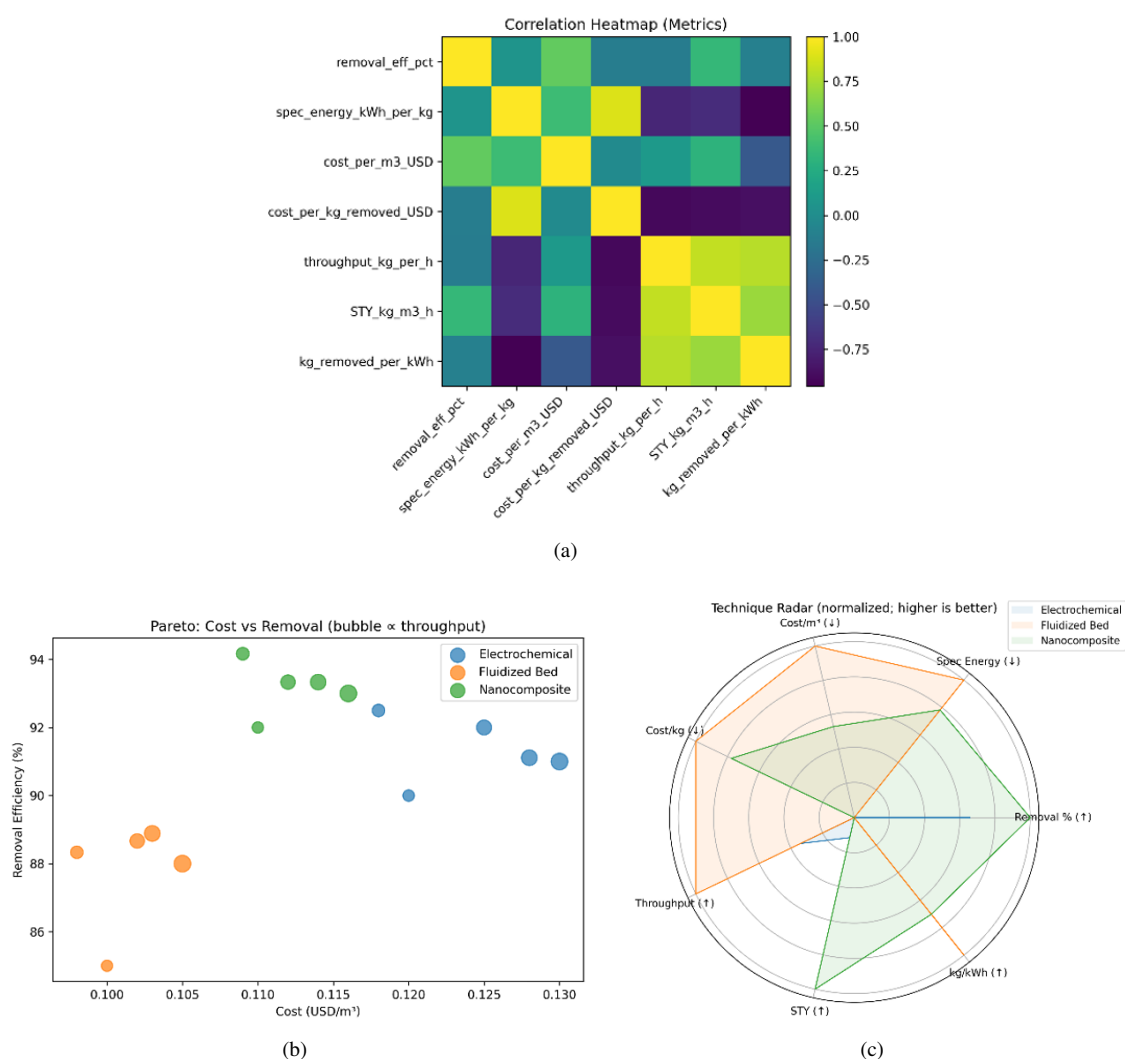 Correlation Heatmap (Metrics)
removal_eff_pct
spec_energy_kWh_per_kg
cost_per_m3_USD
cost_per_kg_removed_USD
throughput_kg_per_h
STY_kg_m3_h
kg_removed_per_kWh
removal_eff_pct
spec_energy_kWh_per_kg
cost_per_m3_USD
cost_per_kg_removed_USD
throughput_kg_per_h
STY_kg_m3_h
kg_removed_per_kWh
1.00
0.75
0.50
0.25
0.00
−0.25
−0.50
−0.75
(a)
Pareto: Cost vs Removal (bubble ∝ throughput)
Electrochemical
Fluidized Bed
Nanocomposite
Removal Efficiency (%)
94
92
90
88
86
0.100
0.105
0.110
0.115
0.120
0.125
0.130
Cost (USD/m³)
(b)
Technique Radar (normalized; higher is better)
Electrochemical
Fluidized Bed
Nanocomposite
Cost/m³ (↓)
Spec Energy (↓)
Cost/kg (↓)
Removal % (↑)
Throughput (↑)
kg/kWh (↑)
STY (↑)
(c)